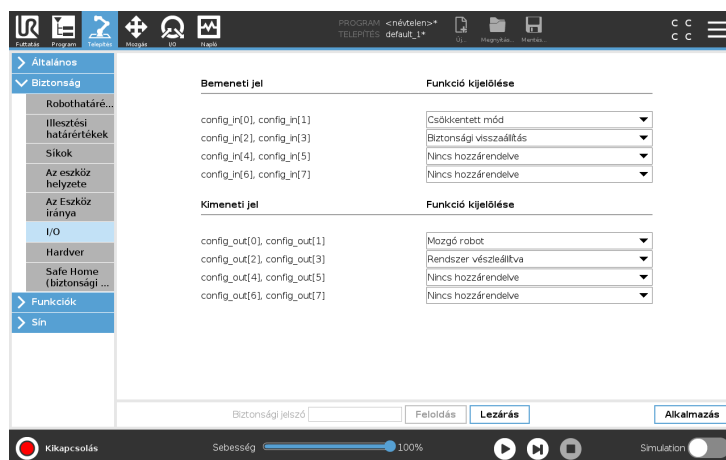 UR
PROGRAM <névtelen>*
TELEPÍTÉS default_1*
Futtatás Program Telepítés Mozgás I/O Napló
Új... Megnyitás... Mentés...
C C
C C
Általános
Biztonság
Robothatáré...
Illesztési
határértékek
Síkok
Az eszköz
helyzete
Az Eszköz
iránya
I/O
Hardver
Safe Home
(biztonsági ...
Funkciók
Sín
Bemeneti jel Funkció kijelölése
config_in[0], config_in[1] Csökkentett mód
config_in[2], config_in[3] Biztonsági visszaállítás
config_in[4], config_in[5] Nincs hozzárendelve
config_in[6], config_in[7] Nincs hozzárendelve
Kimeneti jel Funkció kijelölése
config_out[0], config_out[1] Mozgó robot
config_out[2], config_out[3] Rendszer vészleállítva
config_out[4], config_out[5] Nincs hozzárendelve
config_out[6], config_out[7] Nincs hozzárendelve
Biztonsági jelszó Feloldás Lezárás Alkalmazás
Kikapcsolás Sebesség 100% Simulation